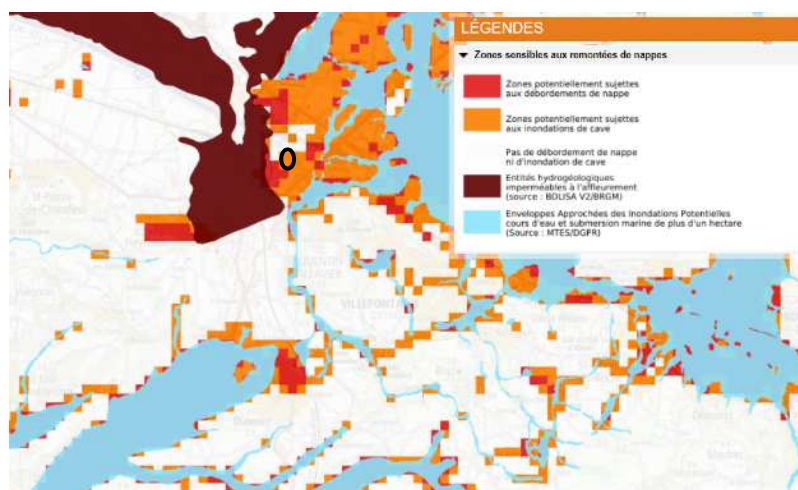 LÉGENDES
Zones sensibles aux remontées de nappes
Zones potentiellement sujettes
aux débordements de nappe
Zones potentiellement sujettes
aux inondations de cave
Pas de débordement de nappe
ni d'inondation de cave
Entités hydrogéologiques
imperméables à l'affleurement
(source : BDLISA V2/BRGM)
Enveloppes Approchées des Inondations Potentielles
cours d'eau et submersion marine de plus d'un hectare
(Source : MTES/DGPR)